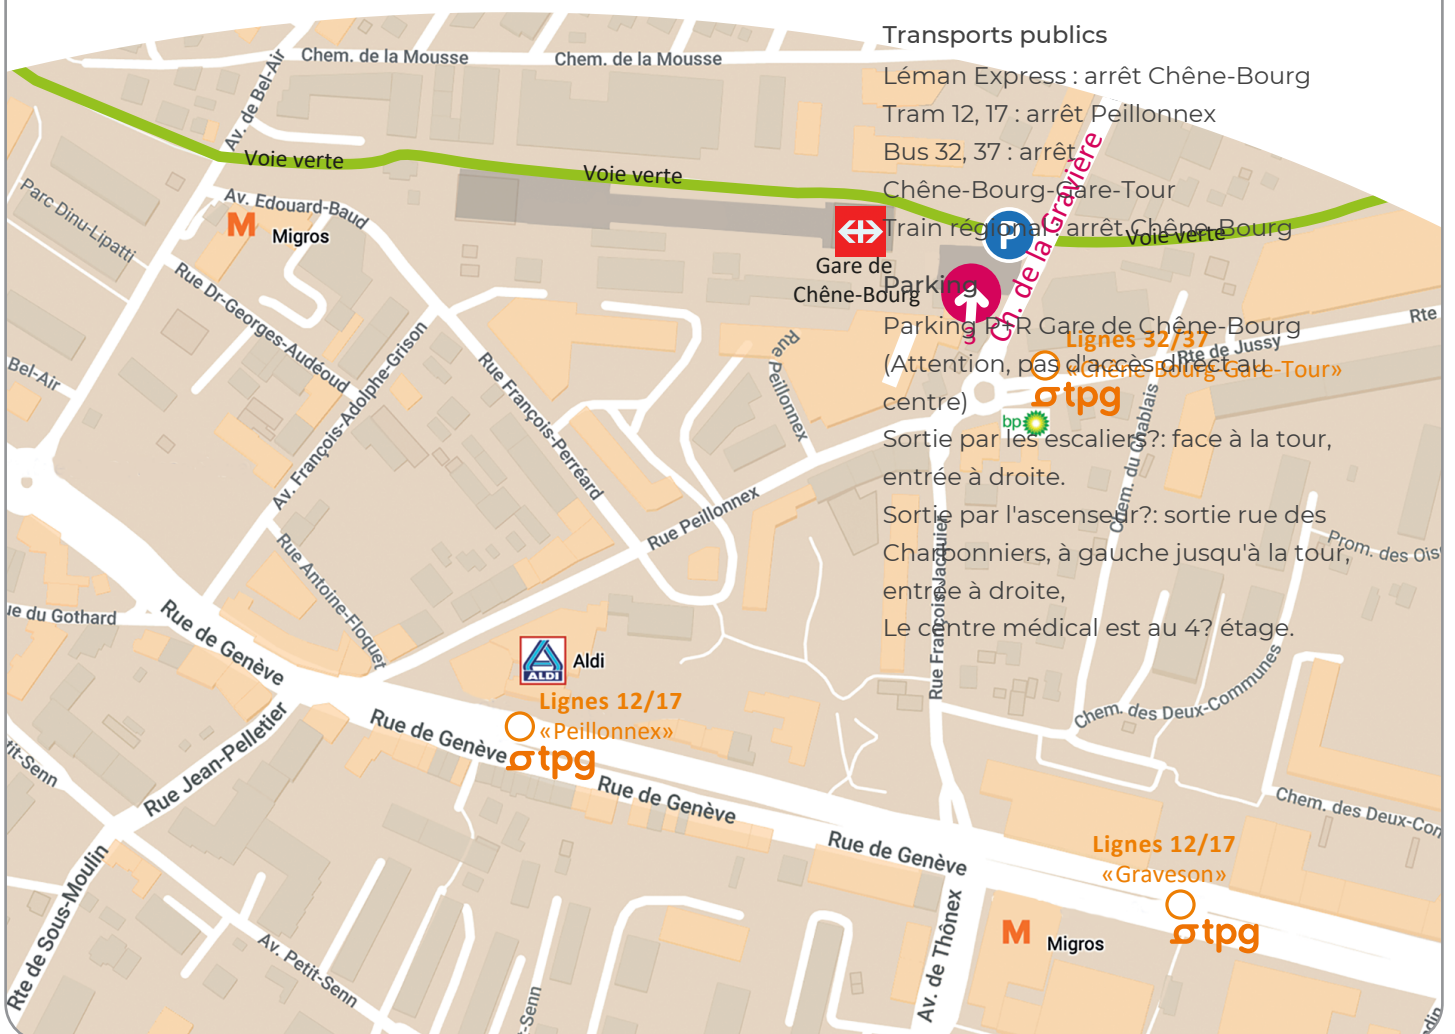 Transports publics
Léman Express : arrêt Chêne-Bourg
Tram 12, 17 : arrêt Peillonnex
Bus 32, 37 : arrêt
Chêne-Bourg-Gare-Tour
Train régional : arrêt Chêne-Bourg
Parking
Parking P+R Gare de Chêne-Bourg
(Attention, pas d'accès direct au
centre)
Sortie par les escaliers?: face à la tour,
entrée à droite.
Sortie par l'ascenseur?: sortie rue des
Charbonniers, à gauche jusqu'à la tour,
entrée à droite,
Le centre médical est au 4? étage.
Chem. de la Mousse
Chem. de la Mousse
Av. de Bel-Air
Voie verte
Voie verte
Voie verte
Parc Dinu-Lipatti
Av. Edouard-Baud
M
Migros
P
Ch. de la Gravière
Gare de
Chêne-Bourg
3
Rue Dr-Georges-Audéoud
Bel-Air
Av. François-Adolphe-Grison
Rue François-Perréard
Rue Peillonnex
Rte
Rte de Jussy
Lignes 32/37
«Chêne-Bourg-Gare-Tour»
tpg
bp
Chem. du Chablais
Rue Peillonnex
Rue François-Jacquier
Prom. des Ois
Rue Antoine-Floquet
ue du Gothard
Rue de Genève
ALDI
Aldi
Lignes 12/17
«Peillonnex»
tpg
Rue de Genève
Rue de Genève
Rue de Genève
Chem. des Deux-Communes
Chem. des Deux-Con
Rue Jean-Pelletier
tit-Senn
Rte de Sous-Moulin
Av. Petit-Senn
-Senn
Av. de Thônex
Lignes 12/17
«Graveson»
tpg
M
Migros